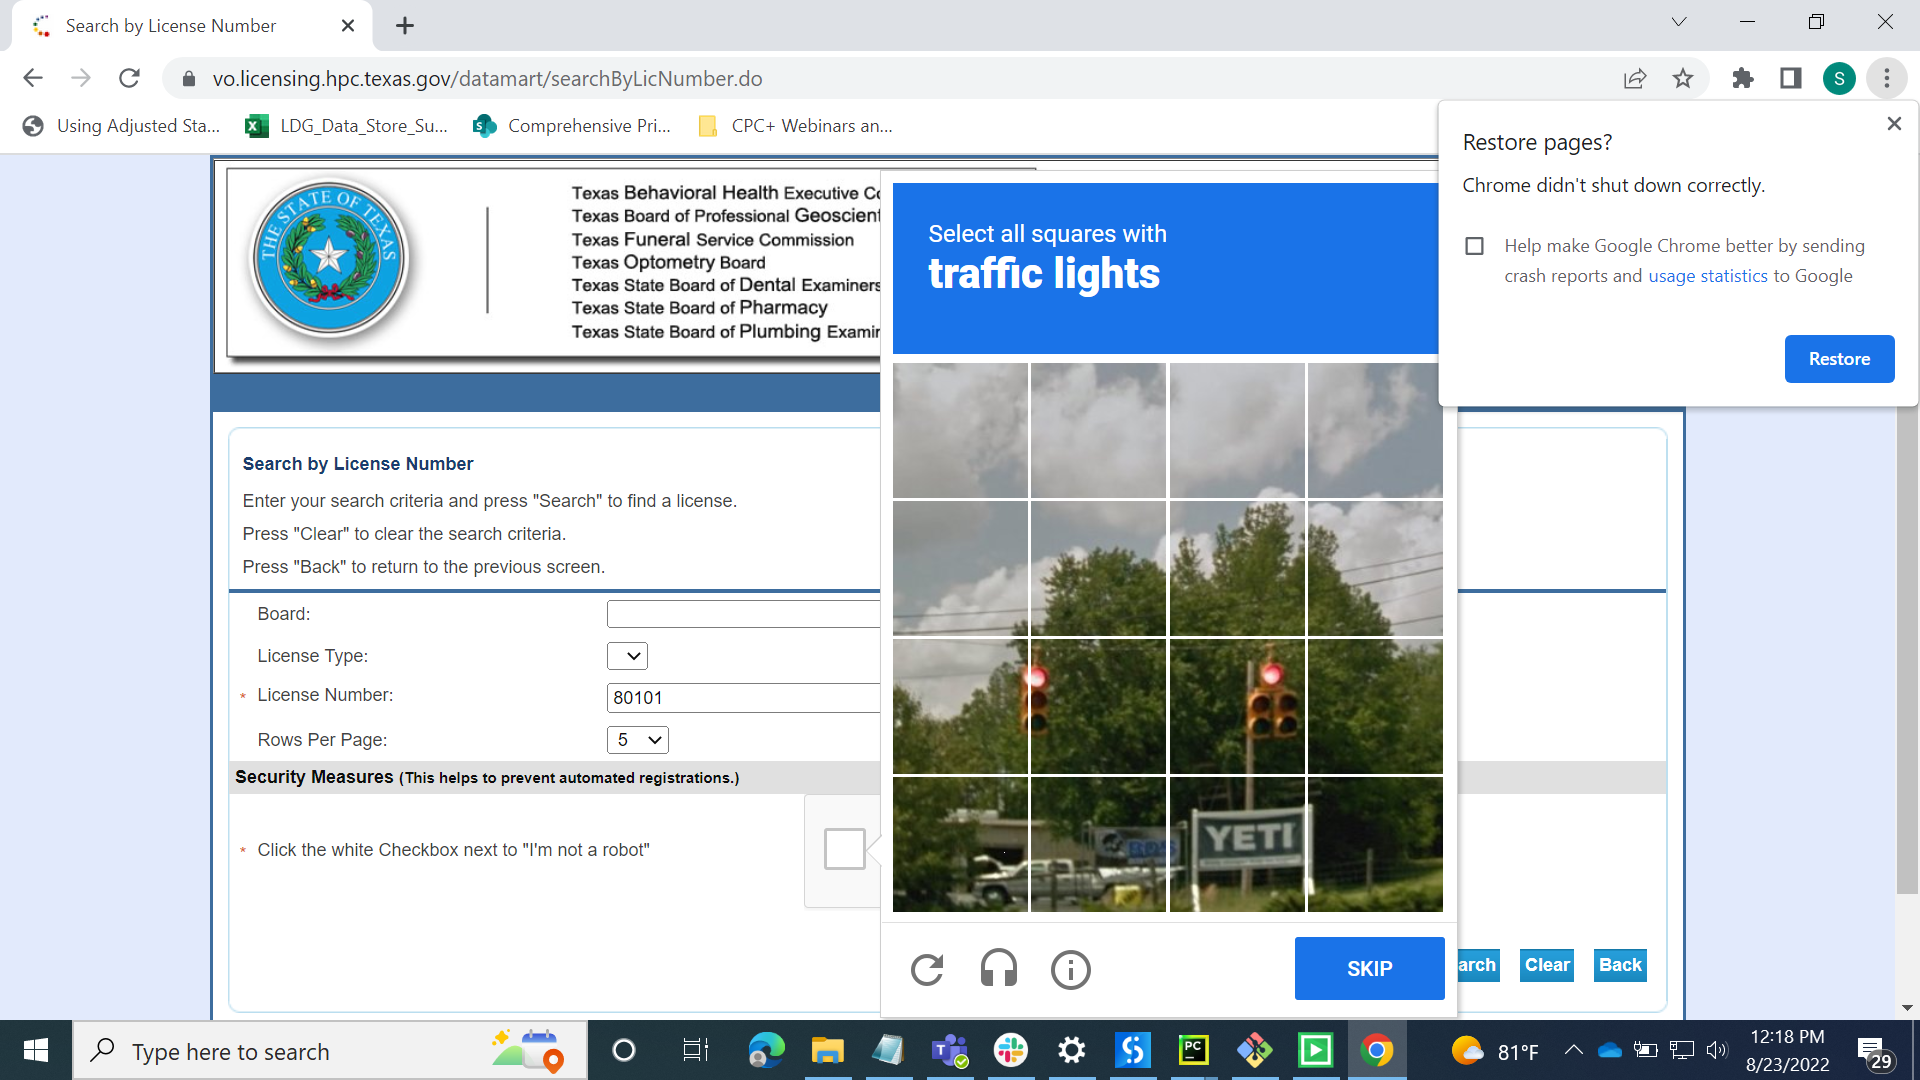 Search by License Number
vo.licensing.hpc.texas.gov/datamart/searchByLicNumber.do
S
Using Adjusted Sta...
LDG_Data_Store_Su...
Comprehensive Pri...
CPC+ Webinars an...
Restore pages?
Chrome didn't shut down correctly.
Help make Google Chrome better by sending
crash reports and usage statistics to Google
Restore
THE STATE OF TEXAS
Texas Behavioral Health Executive Co
Texas Board of Professional Geoscient
Texas Funeral Service Commission
Texas Optometry Board
Texas State Board of Dental Examiners
Texas State Board of Pharmacy
Texas State Board of Plumbing Examin
Select all squares with
traffic lights
Search by License Number
Enter your search criteria and press "Search" to find a license.
Press "Clear" to clear the search criteria.
Press "Back" to return to the previous screen.
Board:
License Type:
* License Number:
80101
Rows Per Page:
5
Security Measures (This helps to prevent automated registrations.)
* Click the white Checkbox next to "I'm not a robot"
YETI
SKIP
arch
Clear
Back
Type here to search
PC
81°F
12:18 PM
8/23/2022
29